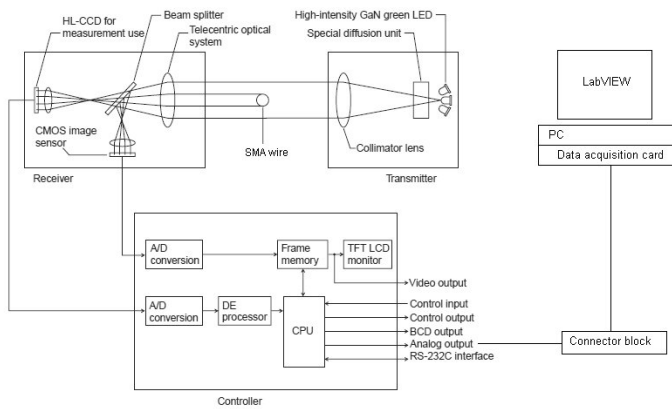 HL-CCD for
measurement use
Beam splitter
Telecentric optical
system
High-intensity GaN green LED
Special diffusion unit
CMOS image
sensor
SMA wire
Collimator lens
Receiver
Transmitter
LabVIEW
PC
Data acquisition card
A/D
conversion
Frame
memory
TFT LCD
monitor
Video output
A/D
conversion
DE
processor
CPU
Control input
Control output
BCD output
Analog output
RS-232C interface
Connector block
Controller